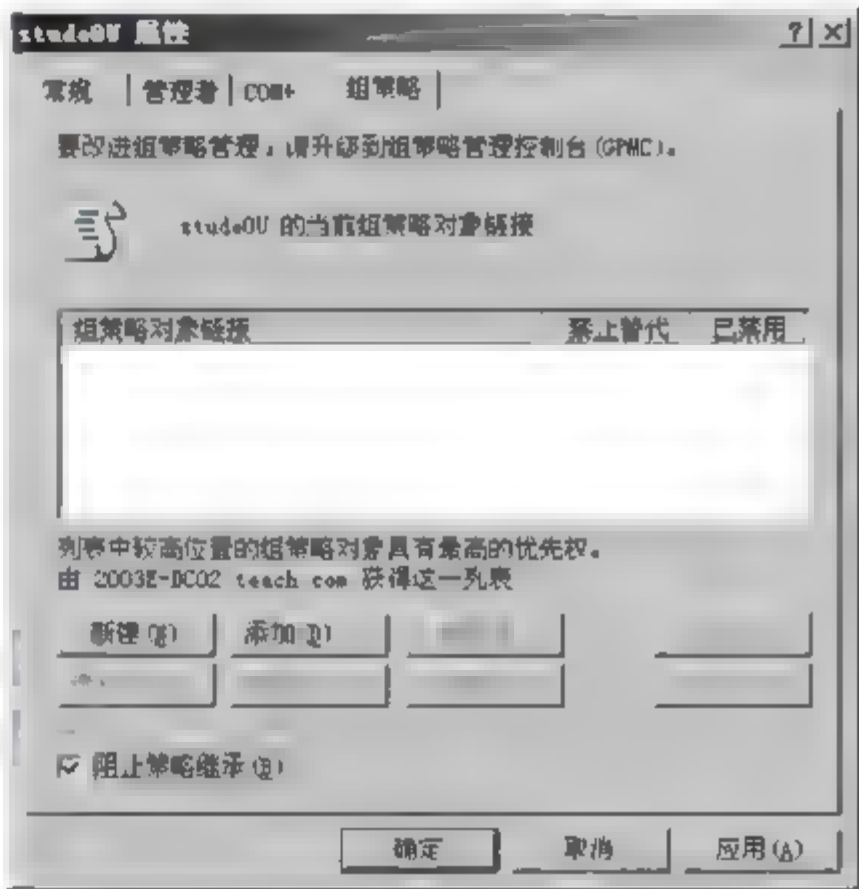 studeOU 属性
常规 管理者 COM+ 组策略
要改进组策略管理，请升级到组策略管理控制台(GPMC)。
studeOU 的当前组策略对象链接
组策略对象链接 禁止替代 已禁用
列表中较高位置的组策略对象具有最高的优先权。
由 2003E-DC02 teach com 获得这一列表
新建(N) 添加(D)
阻止策略继承(B)
确定 取消 应用(A)